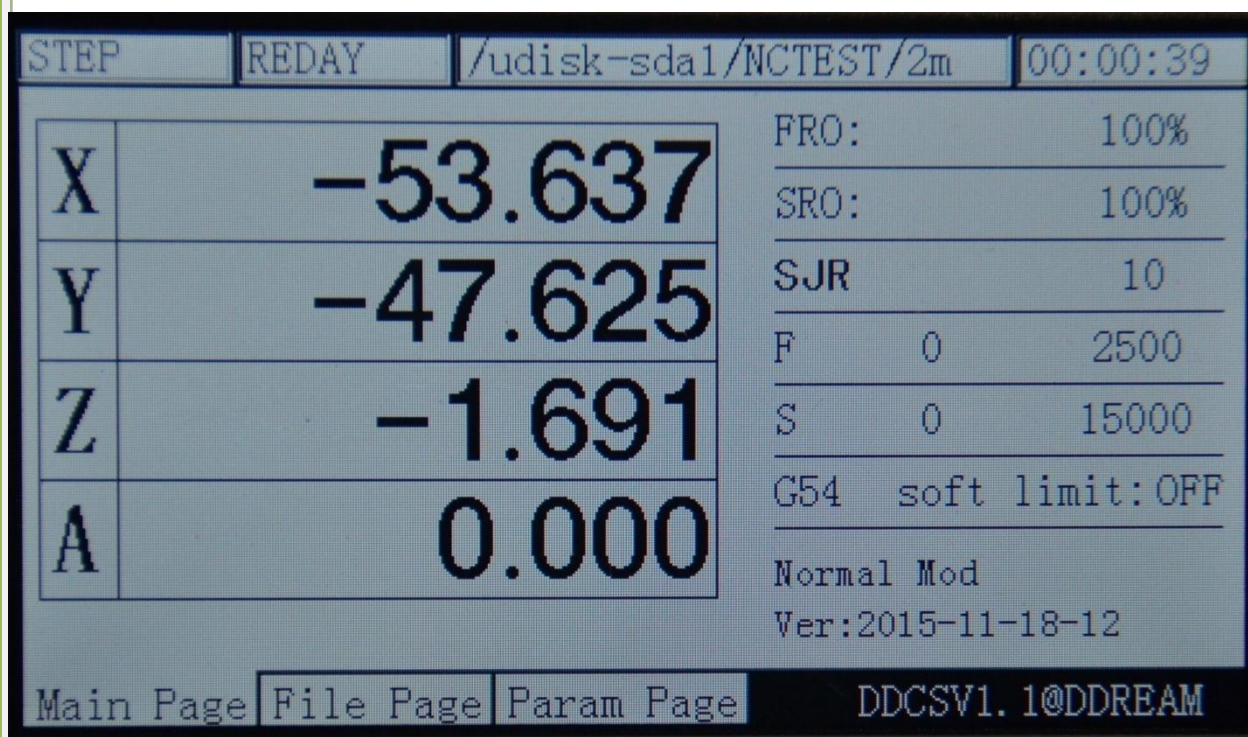 STEP REDAY /udisk-sda1/NCTEST/2m 00:00:39
X -53.637
Y -47.625
Z -1.691
A 0.000
FRO: 100%
SRO: 100%
SJR 10
F 0 2500
S 0 15000
G54 soft limit:OFF
Normal Mod
Ver:2015-11-18-12
Main Page File Page Param Page DDCSV1.1@DDREAM